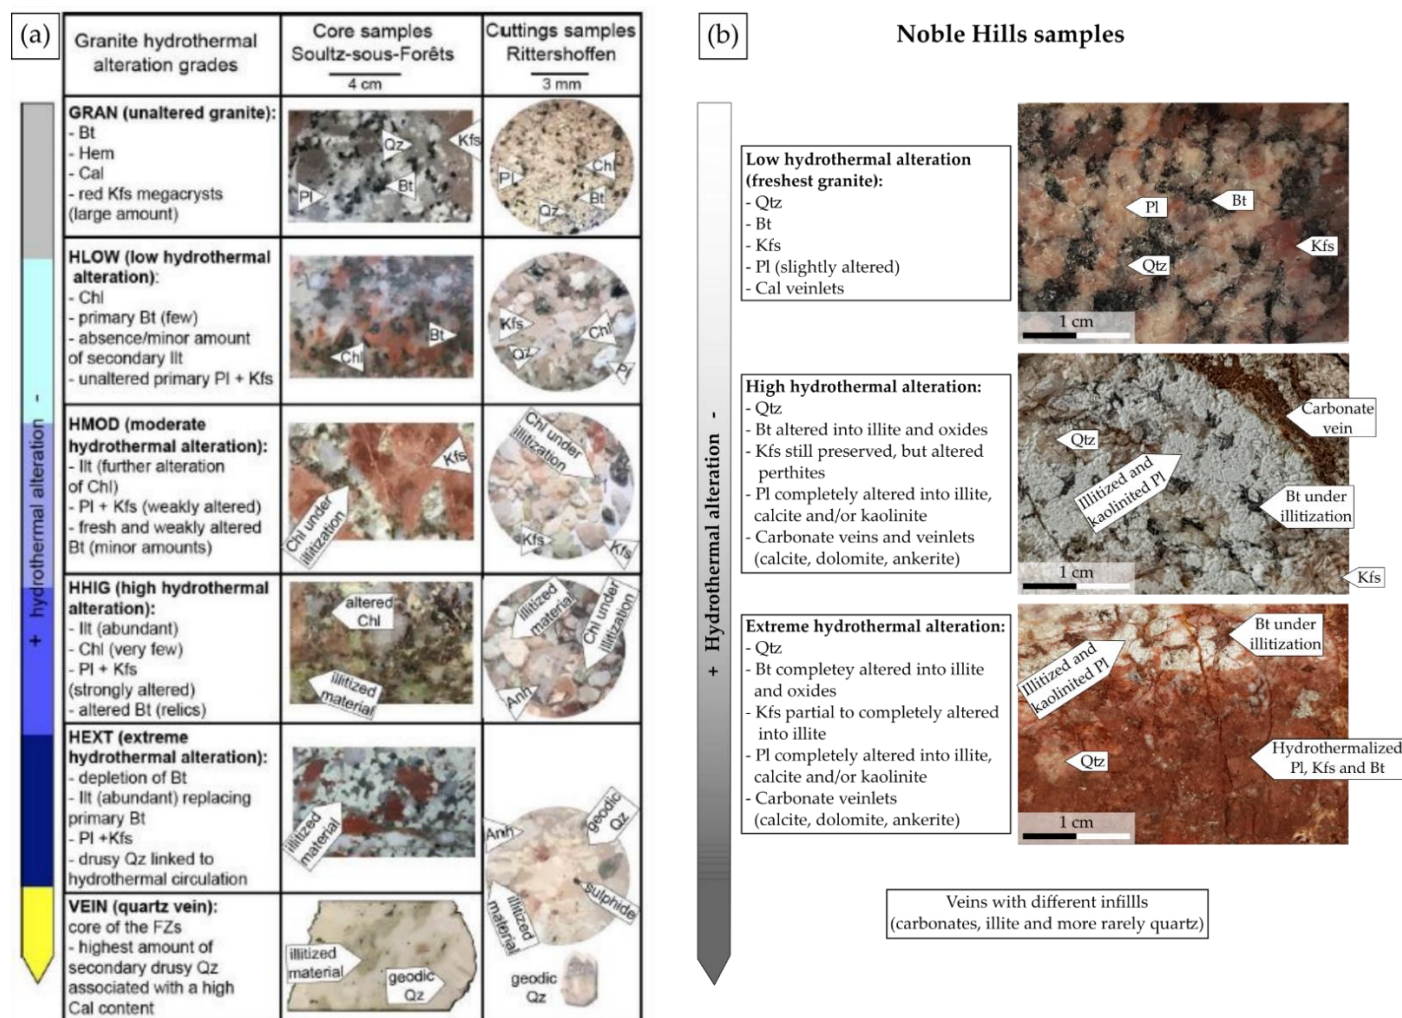 (a)
Granite hydrothermal
alteration grades
Core samples
Soultz-sous-Forêts
4 cm
Cuttings samples
Rittershoffen
3 mm
- hydrothermal alteration +
GRAN (unaltered granite):
- Bt
- Hem
- Cal
- red Kfs megacrysts
(large amount)
Qz
Kfs
Pl
Bt
Pl
Chl
Bt
Qz
HLOW (low hydrothermal
alteration):
- Chl
- primary Bt (few)
- absence/minor amount
of secondary Ilt
- unaltered primary Pl + Kfs
Bt
Chl
Kfs
Chl
Qz
Pl
HMOD (moderate
hydrothermal alteration):
- Ilt (further alteration
of Chl)
- Pl + Kfs (weakly altered)
- fresh and weakly altered
Bt (minor amounts)
Kfs
Chl under
illitization
Chl under
illitization
Kfs
Kfs
HHIG (high hydrothermal
alteration):
- Ilt (abundant)
- Chl (very few)
- Pl + Kfs
(strongly altered)
- altered Bt (relics)
altered
Chl
illitized
material
illitized
material
Chl under
illitization
Anh
HEXT (extreme
hydrothermal alteration):
- depletion of Bt
- Ilt (abundant) replacing
primary Bt
- Pl +Kfs
- drusy Qz linked to
hydrothermal circulation
illitized
material
Anh
geodic
Qz
sulphide
illitized
material
VEIN (quartz vein):
core of the FZs
- highest amount of
secondary drusy Qz
associated with a high
Cal content
illitized
material
geodic
Qz
geodic
Qz
(b)
Noble Hills samples
- Hydrothermal alteration +
Low hydrothermal alteration
(freshest granite):
- Qtz
- Bt
- Kfs
- Pl (slightly altered)
- Cal veinlets
Pl
Bt
Kfs
Qtz
1 cm
High hydrothermal alteration:
- Qtz
- Bt altered into illite and oxides
- Kfs still preserved, but altered
perthites
- Pl completely altered into illite,
calcite and/or kaolinite
- Carbonate veins and veinlets
(calcite, dolomite, ankerite)
Carbonate
vein
Qtz
Illitized and
kaolinited Pl
Bt under
illitization
Kfs
1 cm
Extreme hydrothermal alteration:
- Qtz
- Bt completey altered into illite
and oxides
- Kfs partial to completely altered
into illite
- Pl completely altered into illite,
calcite and/or kaolinite
- Carbonate veinlets
(calcite, dolomite, ankerite)
Bt under
illitization
Illitized and
kaolinited Pl
Qtz
Hydrothermalized
Pl, Kfs and Bt
1 cm
Veins with different infillls
(carbonates, illite and more rarely quartz)